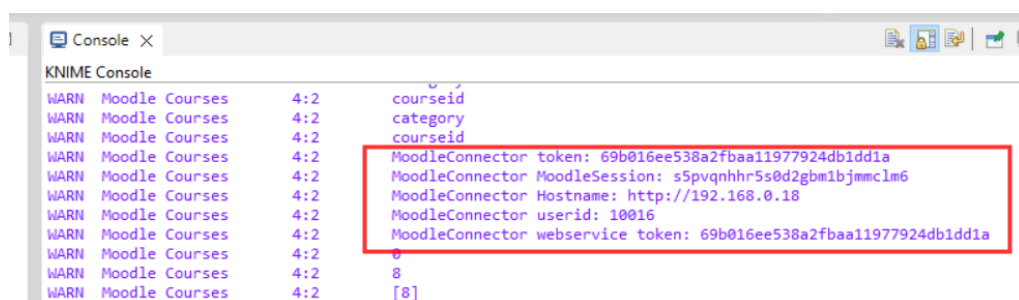 Console
KNIME Console
WARN Moodle Courses 4:2 courseid
WARN Moodle Courses 4:2 category
WARN Moodle Courses 4:2 courseid
WARN Moodle Courses 4:2 MoodleConnector token: 69b016ee538a2fbaa11977924db1dd1a
WARN Moodle Courses 4:2 MoodleConnector MoodleSession: s5pvqnhhr5s0d2gbm1bjmmclm6
WARN Moodle Courses 4:2 MoodleConnector Hostname: http://192.168.0.18
WARN Moodle Courses 4:2 MoodleConnector userid: 10016
WARN Moodle Courses 4:2 MoodleConnector webservice token: 69b016ee538a2fbaa11977924db1dd1a
WARN Moodle Courses 4:2 0
WARN Moodle Courses 4:2 8
WARN Moodle Courses 4:2 [8]